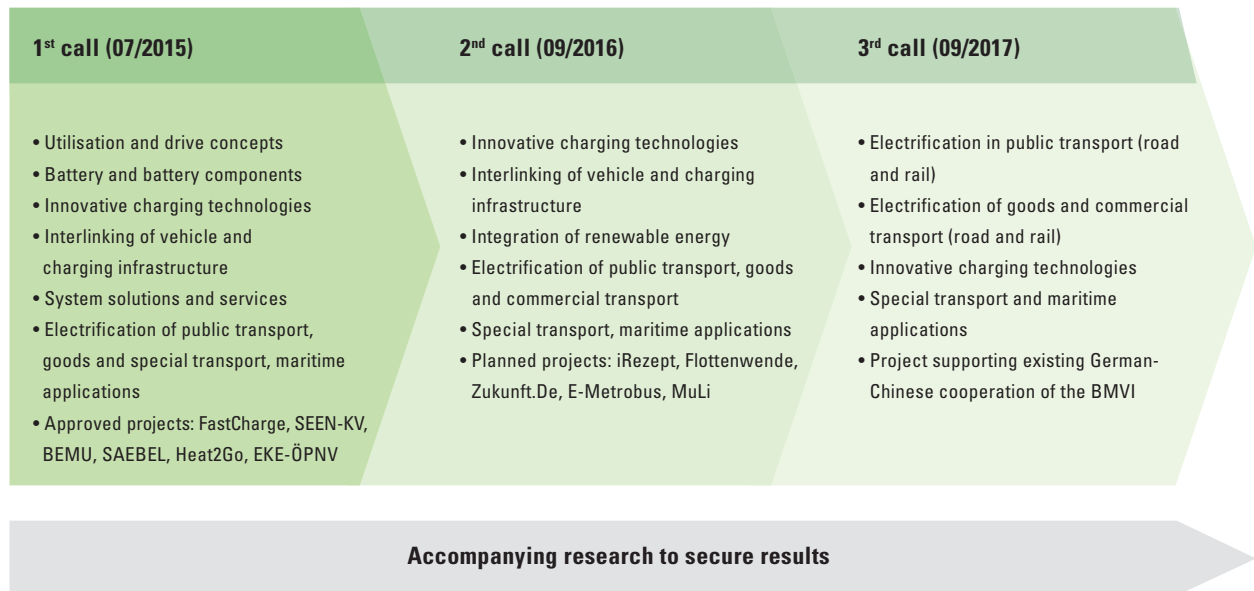 1st call (07/2015)
• Utilisation and drive concepts
• Battery and battery components
• Innovative charging technologies
• Interlinking of vehicle and
charging infrastructure
• System solutions and services
• Electrification of public transport,
goods and special transport, maritime
applications
• Approved projects: FastCharge, SEEN-KV,
BEMU, SAEBEL, Heat2Go, EKE-ÖPNV
2nd call (09/2016)
• Innovative charging technologies
• Interlinking of vehicle and charging
infrastructure
• Integration of renewable energy
• Electrification of public transport, goods
and commercial transport
• Special transport, maritime applications
• Planned projects: iRezept, Flottenwende,
Zukunft.De, E-Metrobus, MuLi
3rd call (09/2017)
• Electrification in public transport (road
and rail)
• Electrification of goods and commercial
transport (road and rail)
• Innovative charging technologies
• Special transport and maritime
applications
• Project supporting existing German-
Chinese cooperation of the BMVI
Accompanying research to secure results